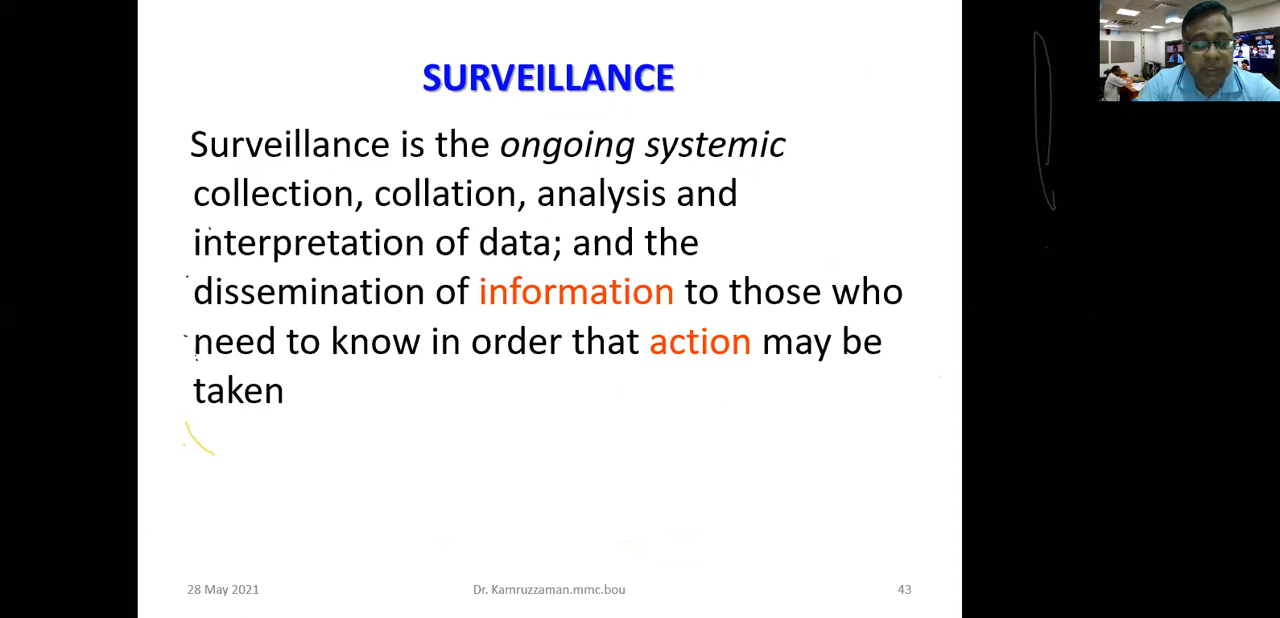 SURVEILLANCE
Surveillance is the ongoing systemic
collection, collation, analysis and
interpretation of data; and the
dissemination of information to those who
need to know in order that action may be
taken
28 May 2021
Dr. Kamruzzaman.mmc.bou
43